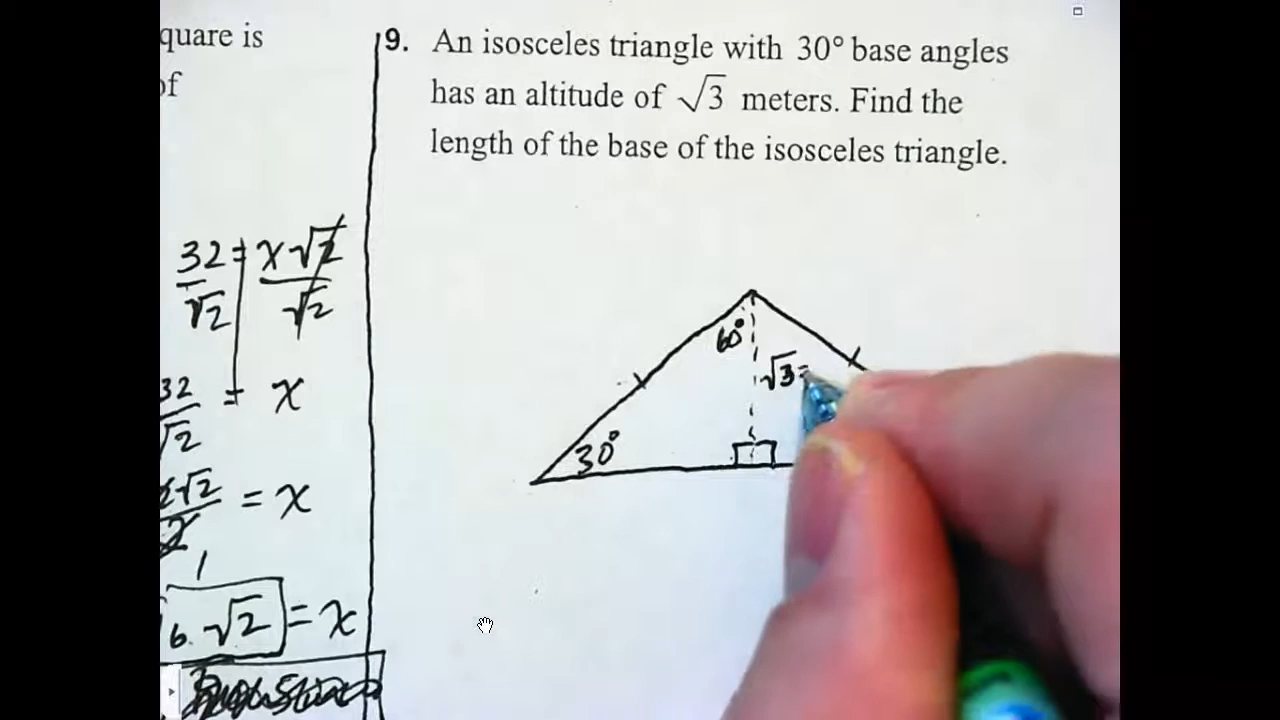 quare is
of
32 = x√2
√2 √2
32 = x
√2
√2 = x
2
1
6. √2 = x
9. An isosceles triangle with 30° base angles
has an altitude of √3 meters. Find the
length of the base of the isosceles triangle.
60°
√3=
30°